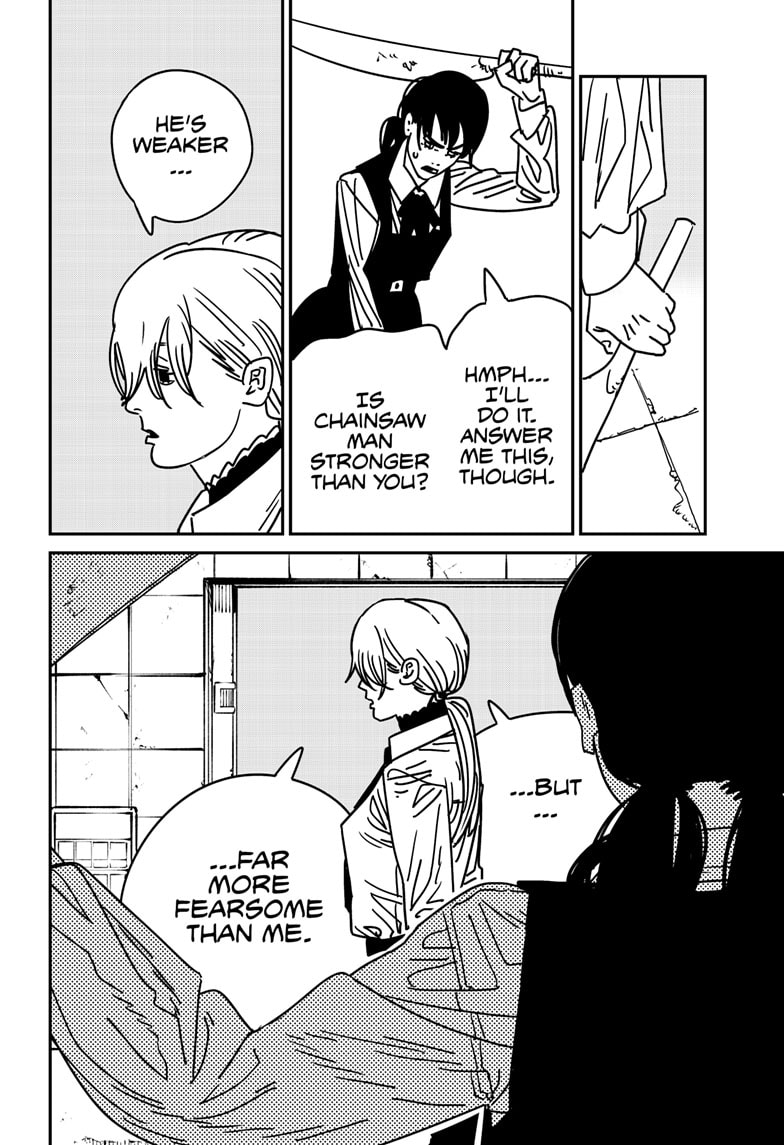 HMPH...
I'LL
DO IT.
ANSWER
ME THIS,
THOUGH.
IS
CHAINSAW
MAN
STRONGER
THAN YOU?
HE'S
WEAKER
...
...BUT
...
...FAR
MORE
FEARSOME
THAN ME.